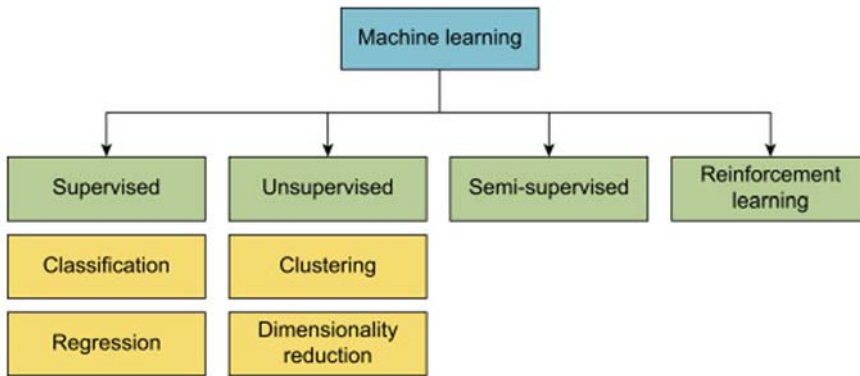 Machine learning
Supervised
Unsupervised
Semi-supervised
Reinforcement
learning
Classification
Clustering
Regression
Dimensionality
reduction